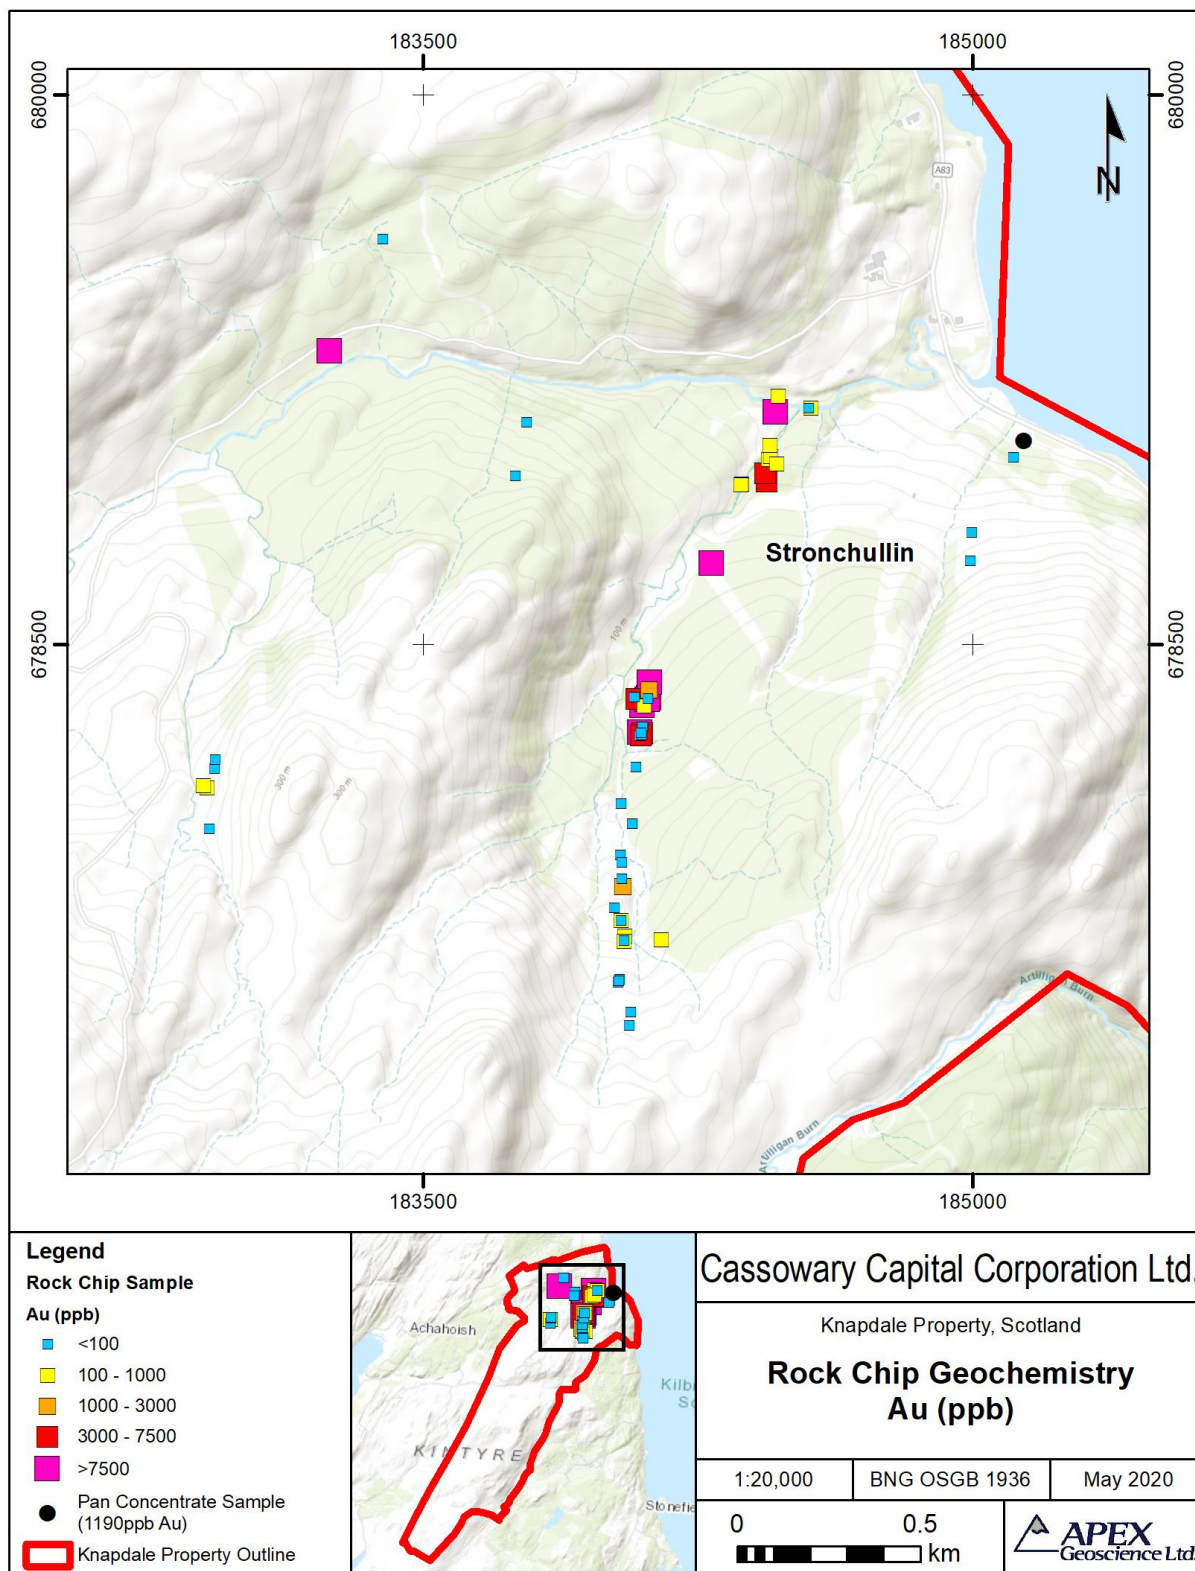 183500
185000
680000
680000
A83
N
Stronchullin
100 m
678500
678500
300 m
300 m
Artilligan Burn
Artilligan Burn
183500
185000
Legend
Rock Chip Sample
Au (ppb)
<100
100 - 1000
1000 - 3000
3000 - 7500
>7500
Pan Concentrate Sample
(1190ppb Au)
Knapdale Property Outline
Achahoish
Kilb
So
KINTYRE
Stonefie
Cassowary Capital Corporation Ltd.
Knapdale Property, Scotland
Rock Chip Geochemistry
Au (ppb)
1:20,000
BNG OSGB 1936
May 2020
0 0.5
km
APEX
Geoscience Ltd.